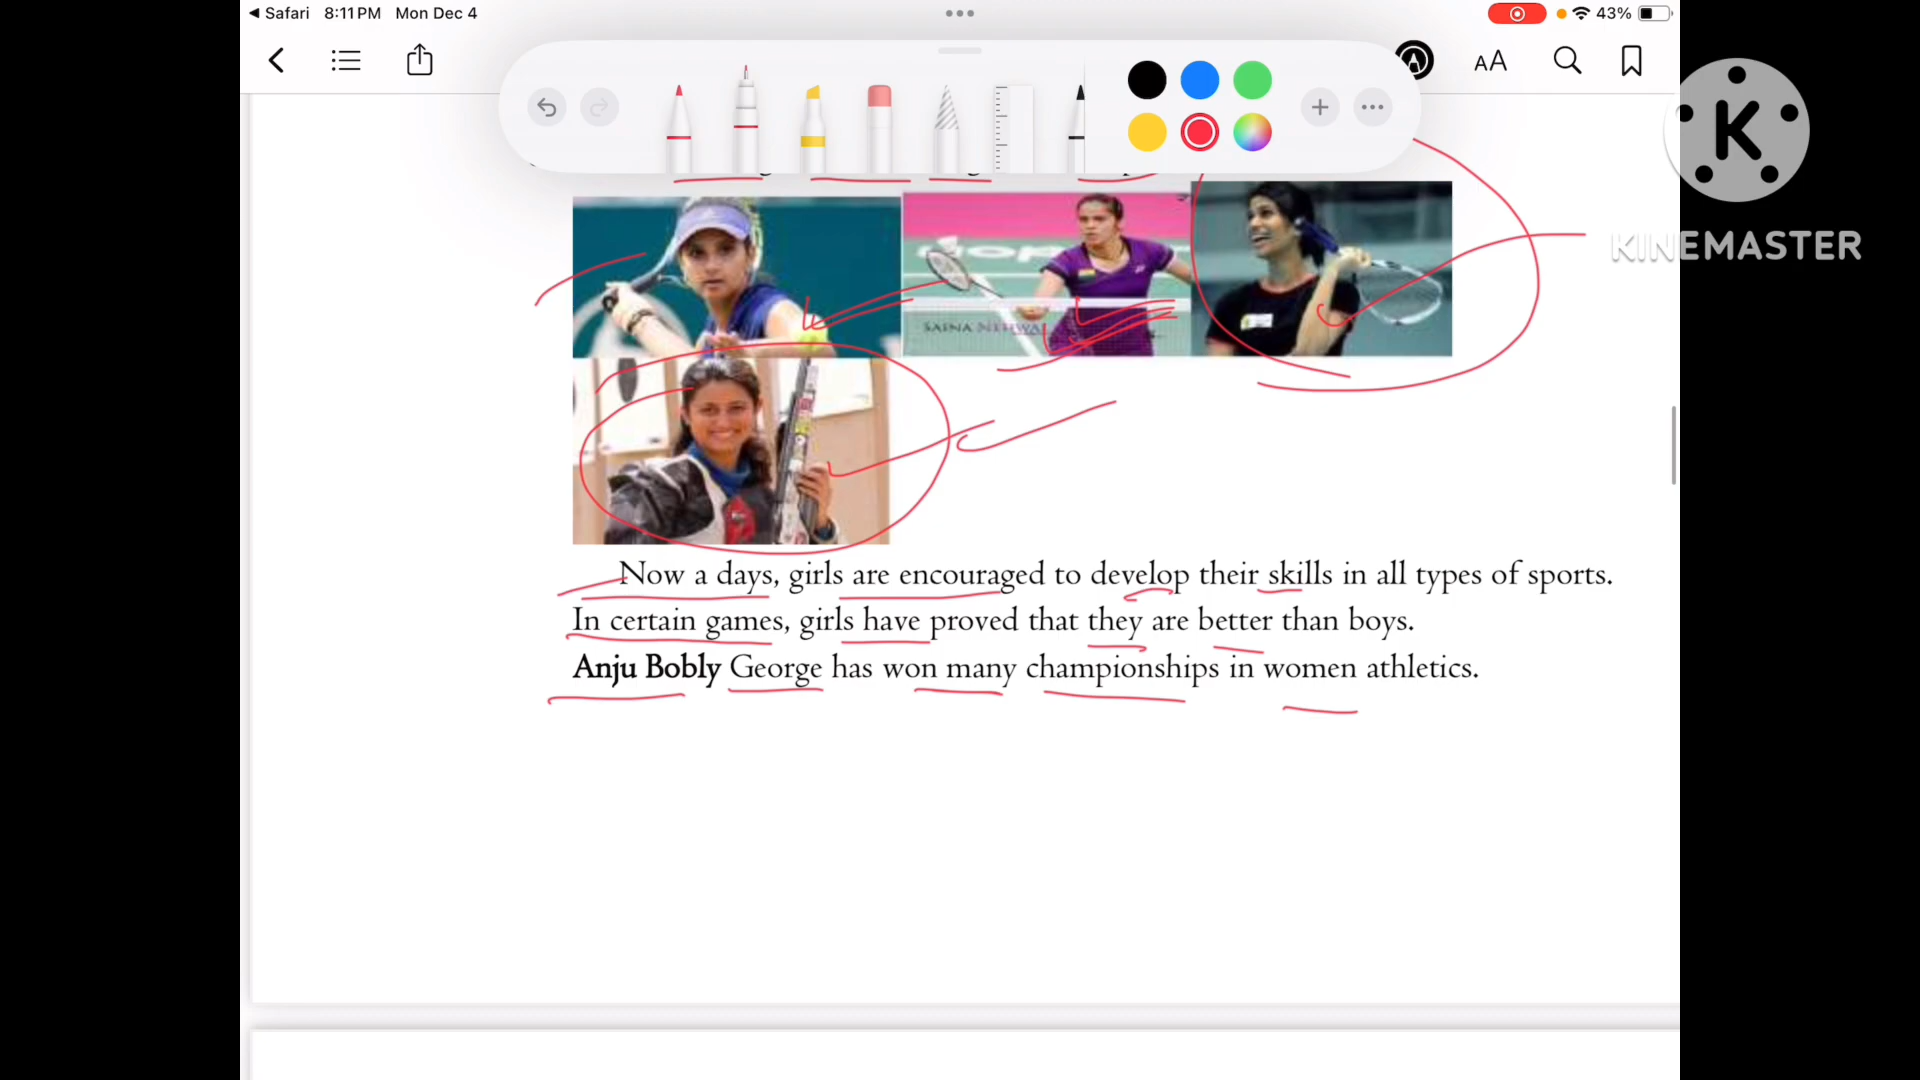 Safari 8:11 PM Mon Dec 4
43%
AA
K
KINEMASTER
SAINA NEHWAL
Now a days, girls are encouraged to develop their skills in all types of sports.
In certain games, girls have proved that they are better than boys.
Anju Bobly George has won many championships in women athletics.